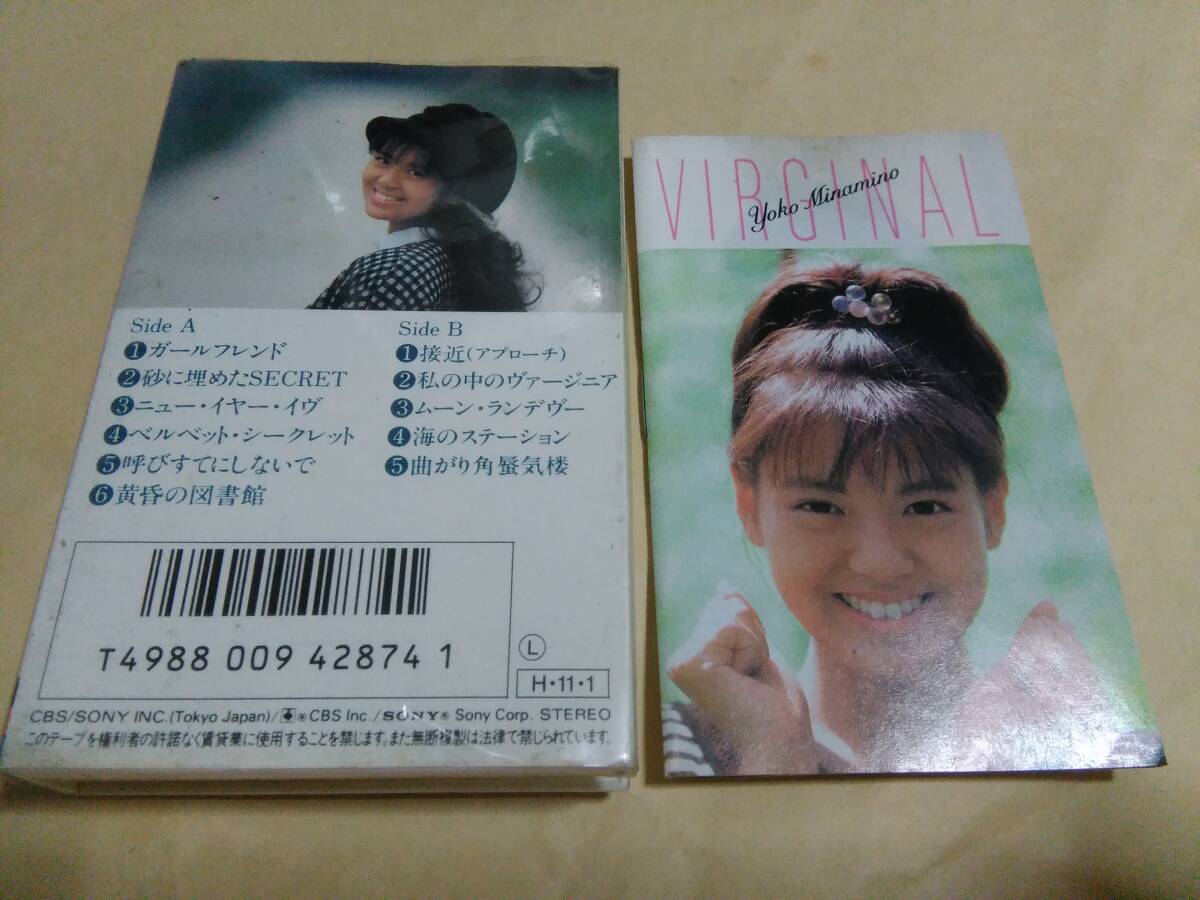 Side A
❶ガールフレンド
❷砂に埋めたSECRET
❸ニュー・イヤー・イヴ
❹ベルベット・シークレット
❺呼びすてにしないで
❻黄昏の図書館
Side B
❶接近(アプローチ)
❷私の中のヴァージニア
❸ムーン・ランデヴー
❹海のステーション
❺曲がり角蜃気楼
T4988 009 42874 1
Ⓛ
H・11・1
CBS/SONY INC.(Tokyo Japan)/®CBS Inc./SONY® Sony Corp. STEREO
このテープを権利者の許諾なく賃貸業に使用することを禁じます。また無断複製は法律で禁じられています。
VIRGINAL
Yoko Minamino